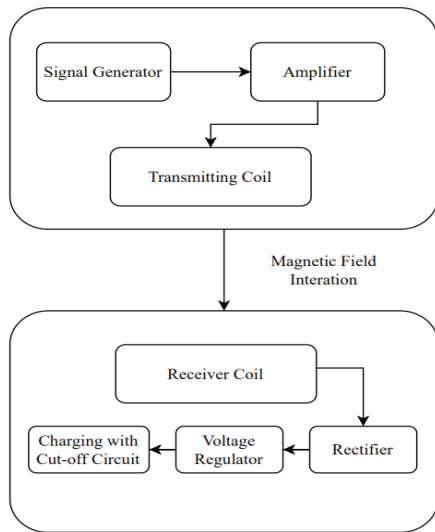 Signal Generator
Amplifier
Transmitting Coil
Magnetic Field
Interation
Receiver Coil
Charging with
Cut-off Circuit
Voltage
Regulator
Rectifier